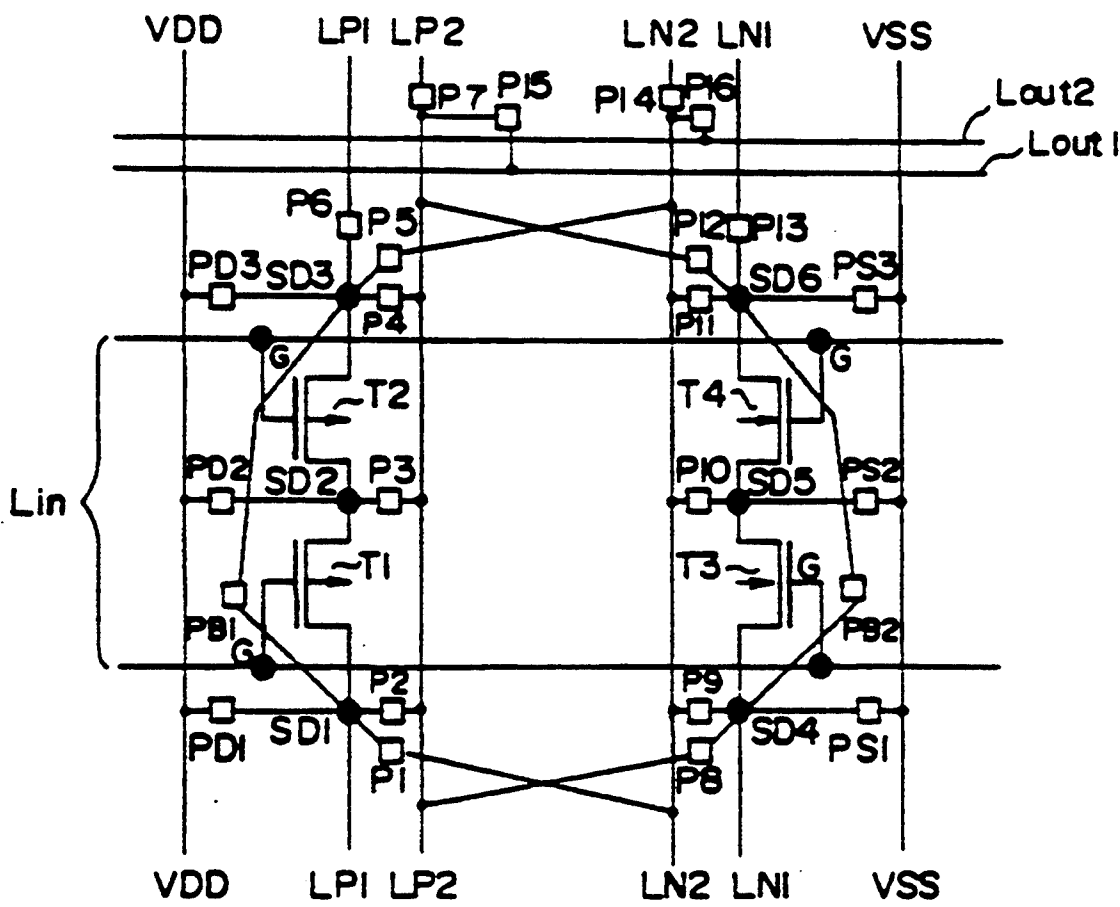 VDD LP1 LP2 LN2 LN1 VSS
P7 P15 P14 P16 Lout2
Lout1
P6 P5 P12 P13
PD3 SD3 SD6 PS3
P4 P11
G G
T2 T4
PD2 SD2 P3 P10 SD5 PS2
Lin
T1 T3 G
PB1 PB2
G
P2 P9
PD1 SD1 SD4 PS1
P1 P8
VDD LP1 LP2 LN2 LN1 VSS